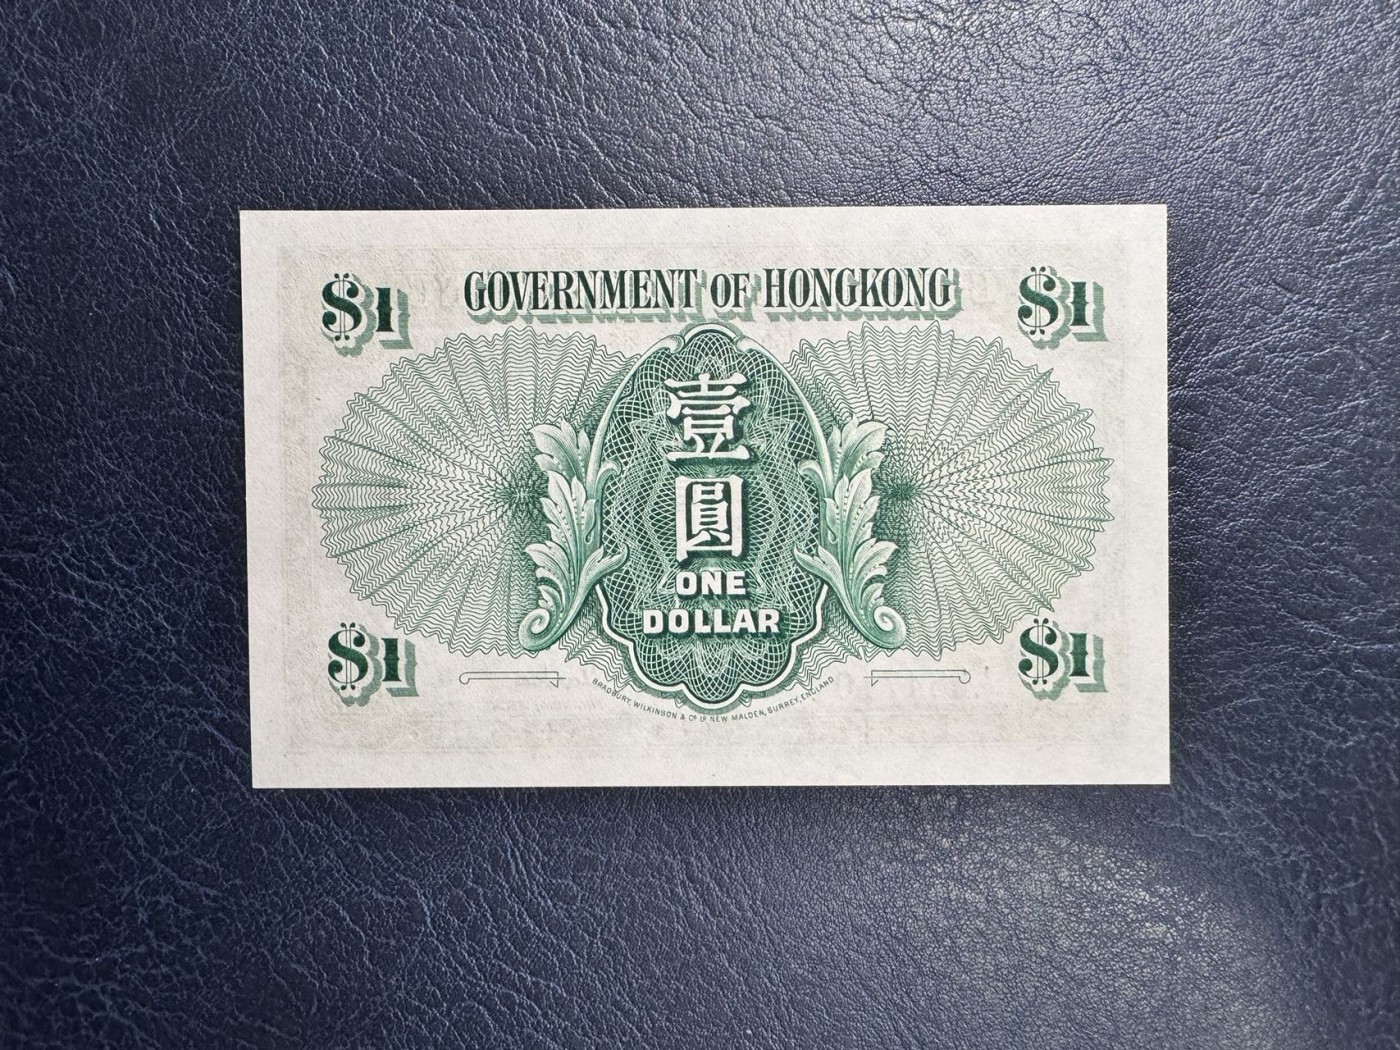 GOVERNMENT OF HONGKONG
$1
$1
壹
圓
ONE
DOLLAR
$1
$1
BRADBURY, WILKINSON & Cº Lᵈ NEW MALDEN, SURREY, ENGLAND